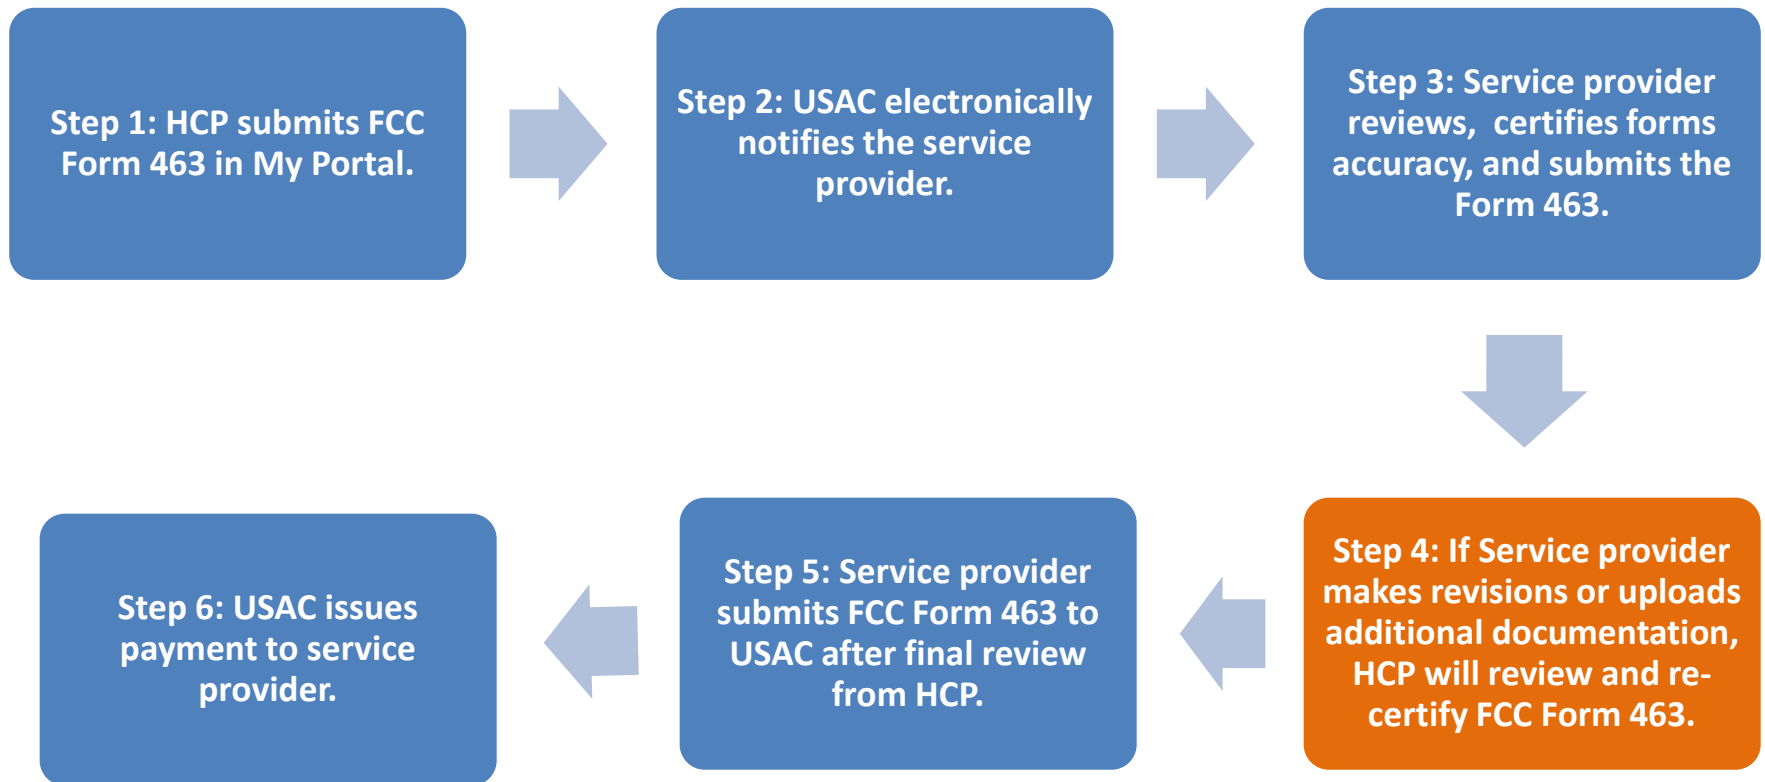 Step 1: HCP submits FCC
Form 463 in My Portal.
Step 2: USAC electronically
notifies the service
provider.
Step 3: Service provider
reviews,  certifies forms
accuracy, and submits the
Form 463.
Step 4: If Service provider
makes revisions or uploads
additional documentation,
HCP will review and re-
certify FCC Form 463.
Step 5: Service provider
submits FCC Form 463 to
USAC after final review
from HCP.
Step 6: USAC issues
payment to service
provider.